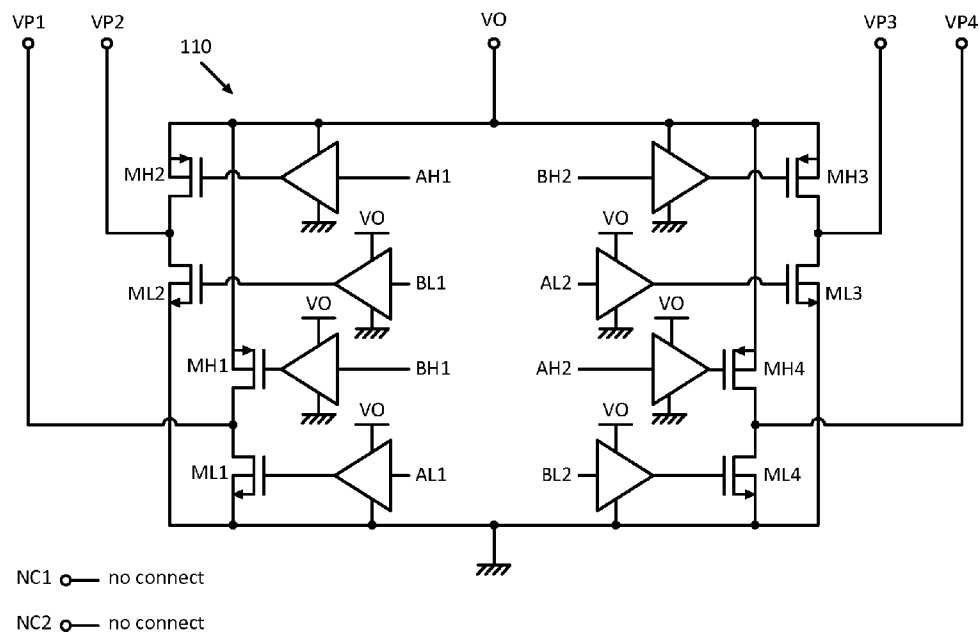 VP1 VP2 VO VP3 VP4
110
MH2 AH1 BH2 MH3
VO VO
ML2 BL1 AL2 ML3
VO VO
MH1 BH1 AH2 MH4
VO VO
ML1 AL1 BL2 ML4
NC1 no connect
NC2 no connect